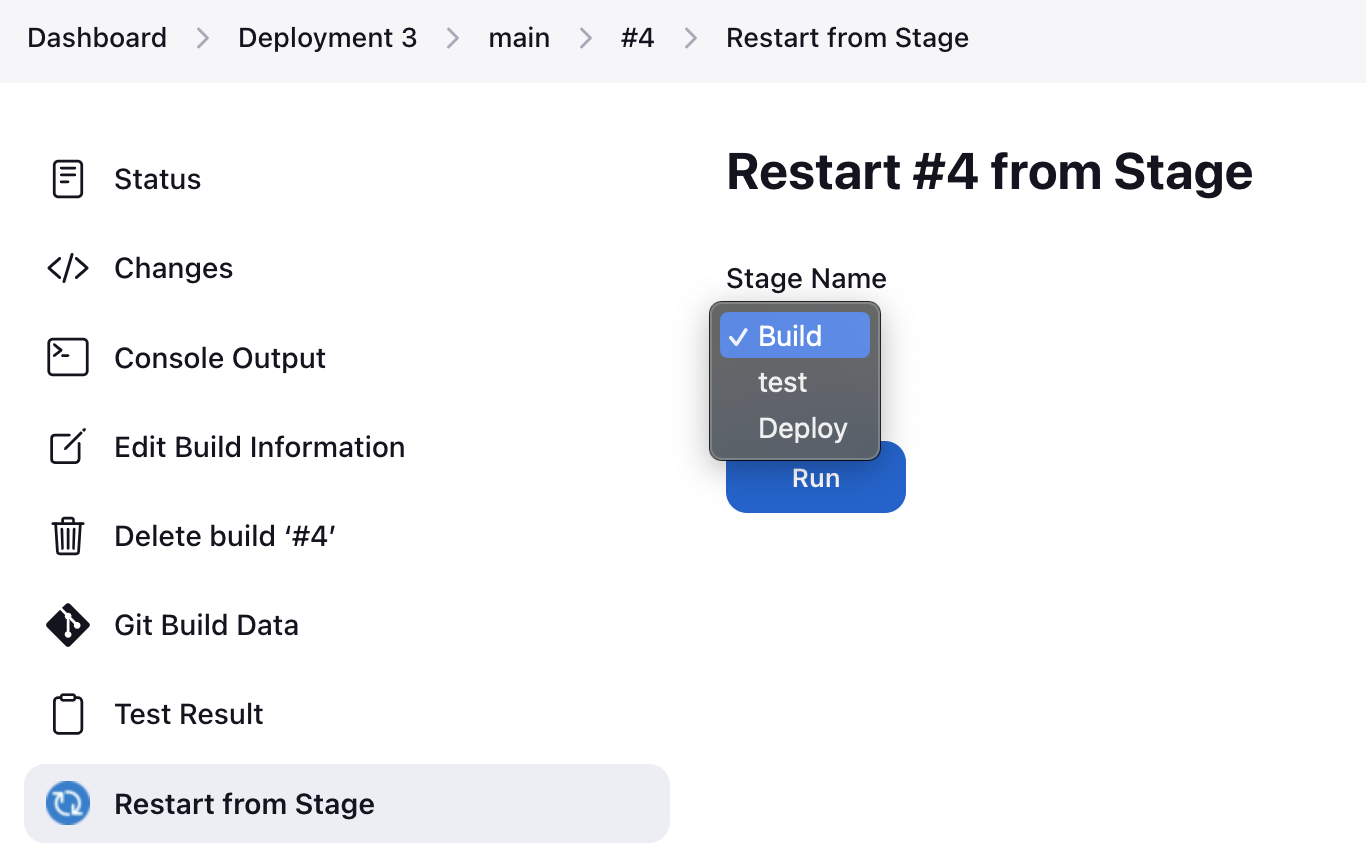 Dashboard > Deployment 3 > main > #4 > Restart from Stage
Status
Changes
Console Output
Edit Build Information
Delete build ‘#4’
Git Build Data
Test Result
Restart from Stage
Restart #4 from Stage
Stage Name
✓ Build
test
Deploy
Run